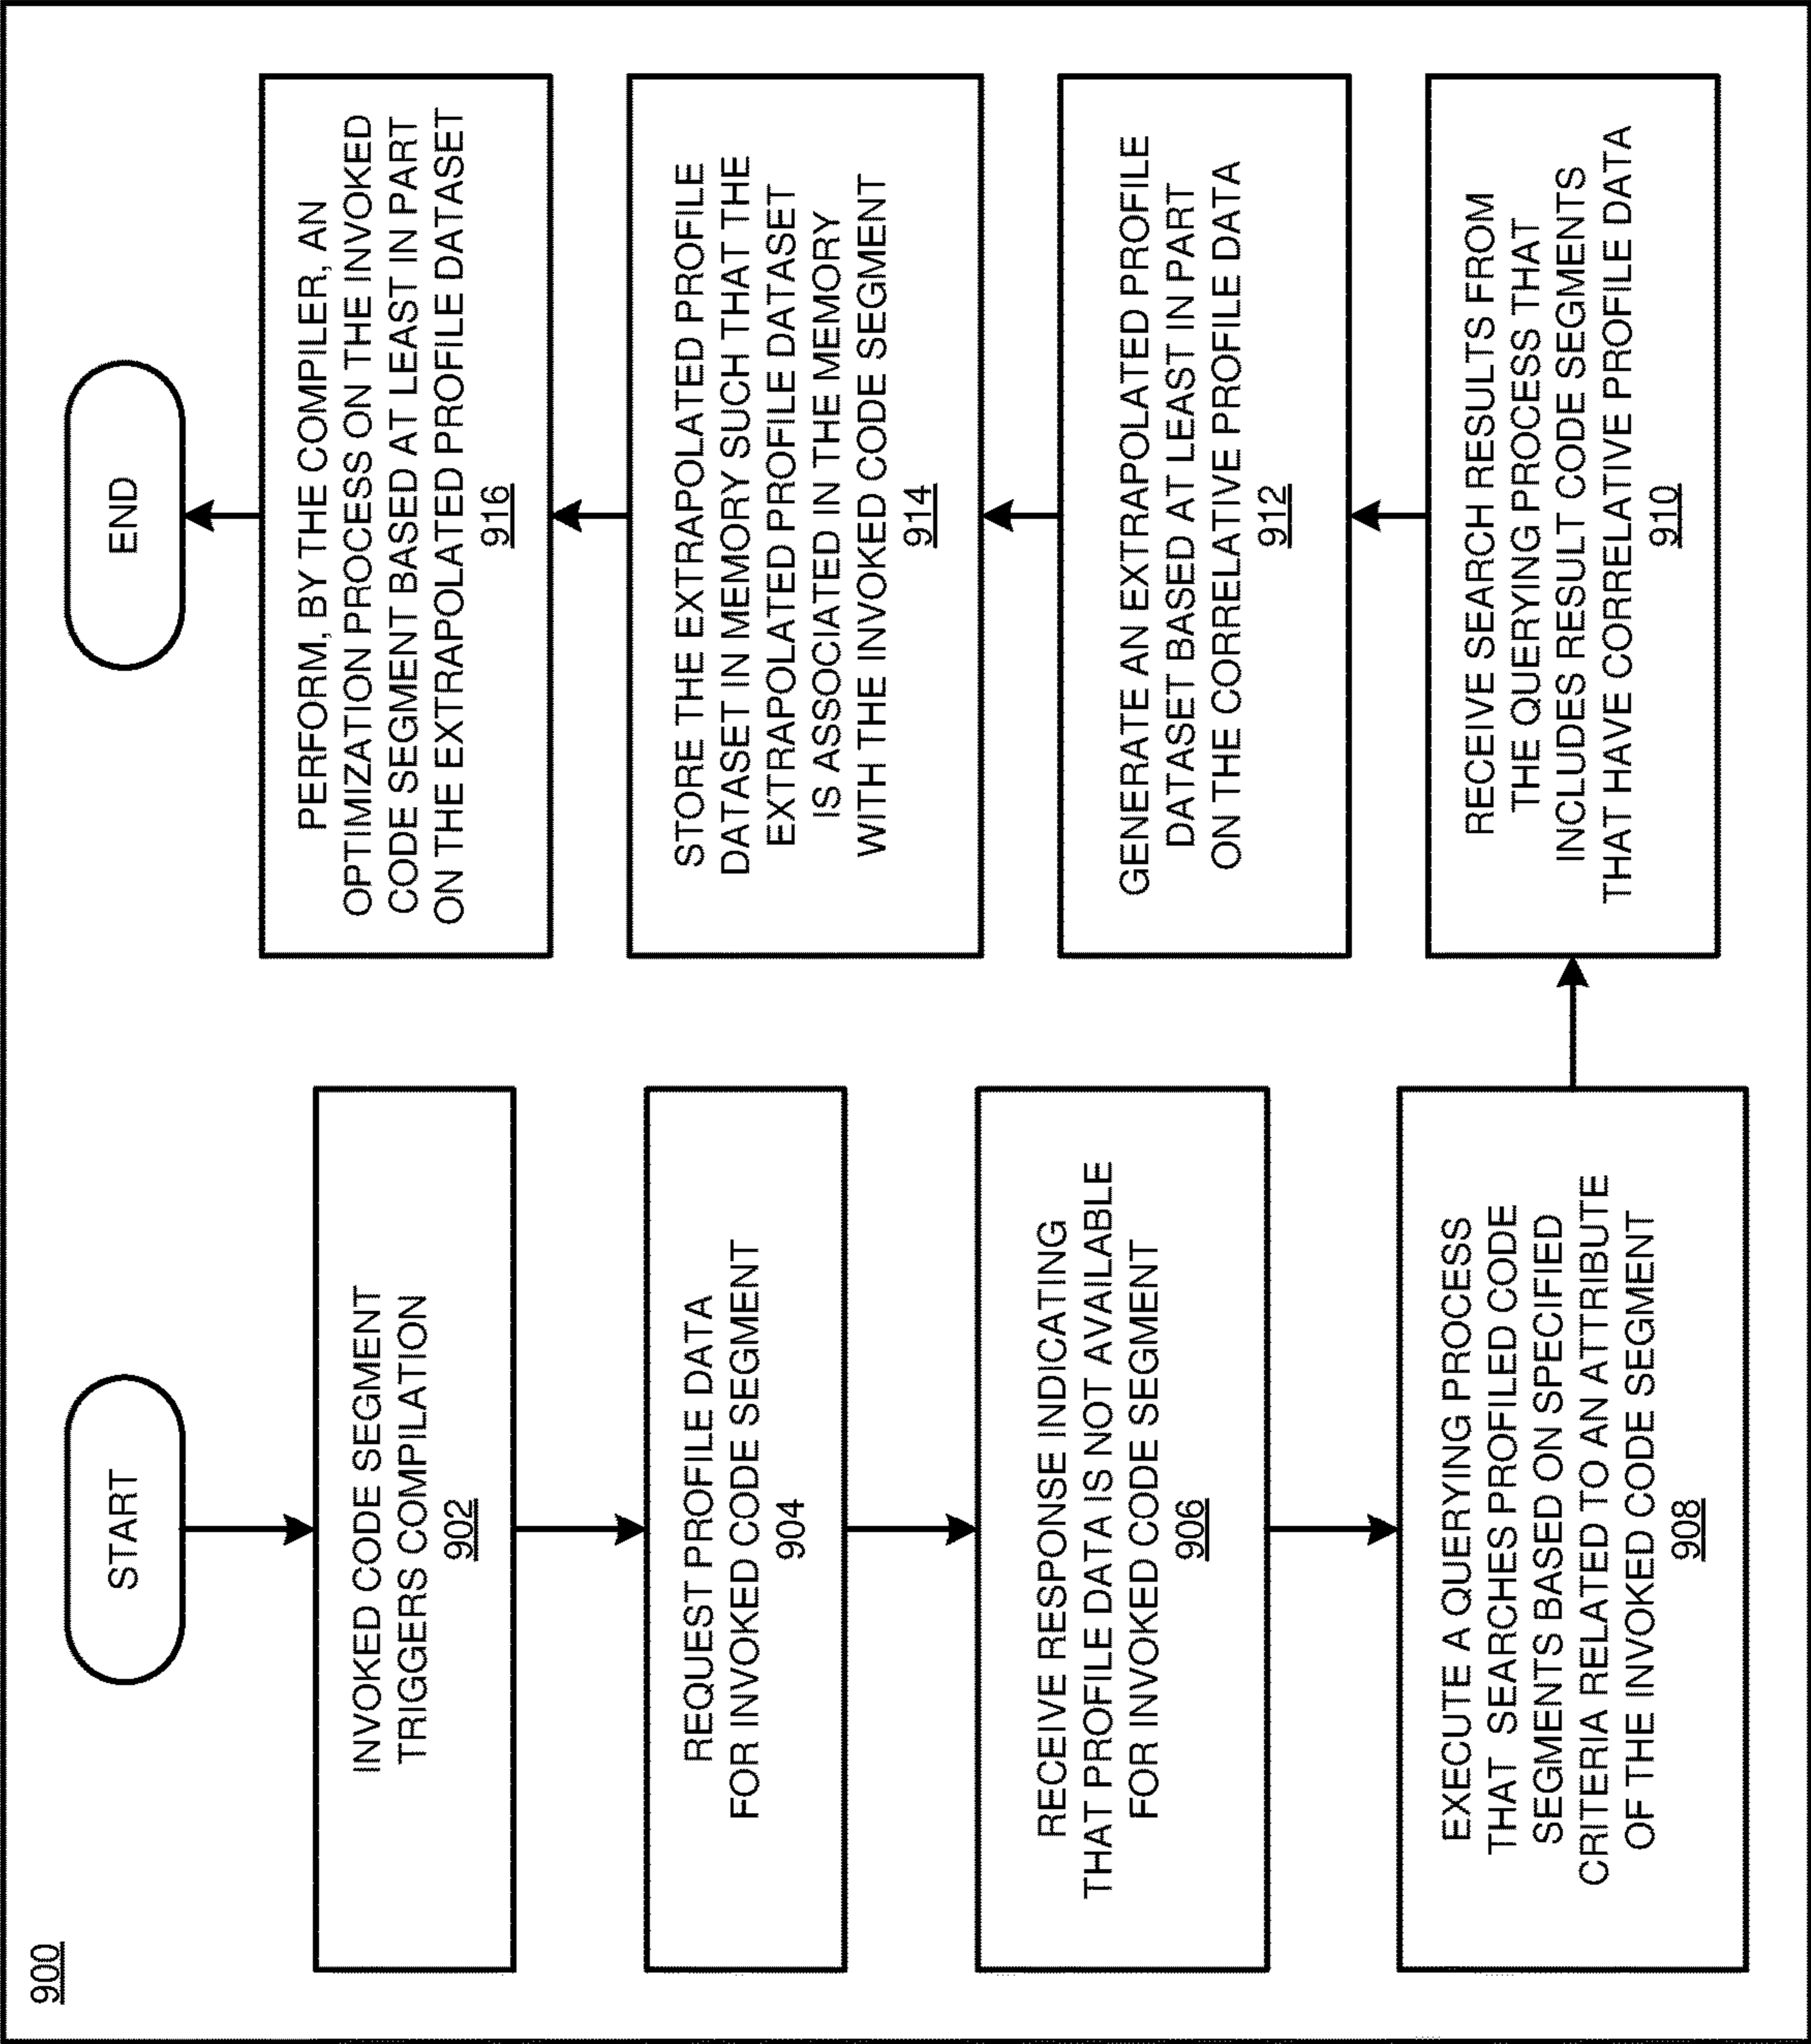 900
START
INVOKED CODE SEGMENT
TRIGGERS COMPILATION
902
REQUEST PROFILE DATA
FOR INVOKED CODE SEGMENT
904
RECEIVE RESPONSE INDICATING
THAT PROFILE DATA IS NOT AVAILABLE
FOR INVOKED CODE SEGMENT
906
EXECUTE A QUERYING PROCESS
THAT SEARCHES PROFILED CODE
SEGMENTS BASED ON SPECIFIED
CRITERIA RELATED TO AN ATTRIBUTE
OF THE INVOKED CODE SEGMENT
908
RECEIVE SEARCH RESULTS FROM
THE QUERYING PROCESS THAT
INCLUDES RESULT CODE SEGMENTS
THAT HAVE CORRELATIVE PROFILE DATA
910
GENERATE AN EXTRAPOLATED PROFILE
DATASET BASED AT LEAST IN PART
ON THE CORRELATIVE PROFILE DATA
912
STORE THE EXTRAPOLATED PROFILE
DATASET IN MEMORY SUCH THAT THE
EXTRAPOLATED PROFILE DATASET
IS ASSOCIATED IN THE MEMORY
WITH THE INVOKED CODE SEGMENT
914
PERFORM, BY THE COMPILER, AN
OPTIMIZATION PROCESS ON THE INVOKED
CODE SEGMENT BASED AT LEAST IN PART
ON THE EXTRAPOLATED PROFILE DATASET
916
END